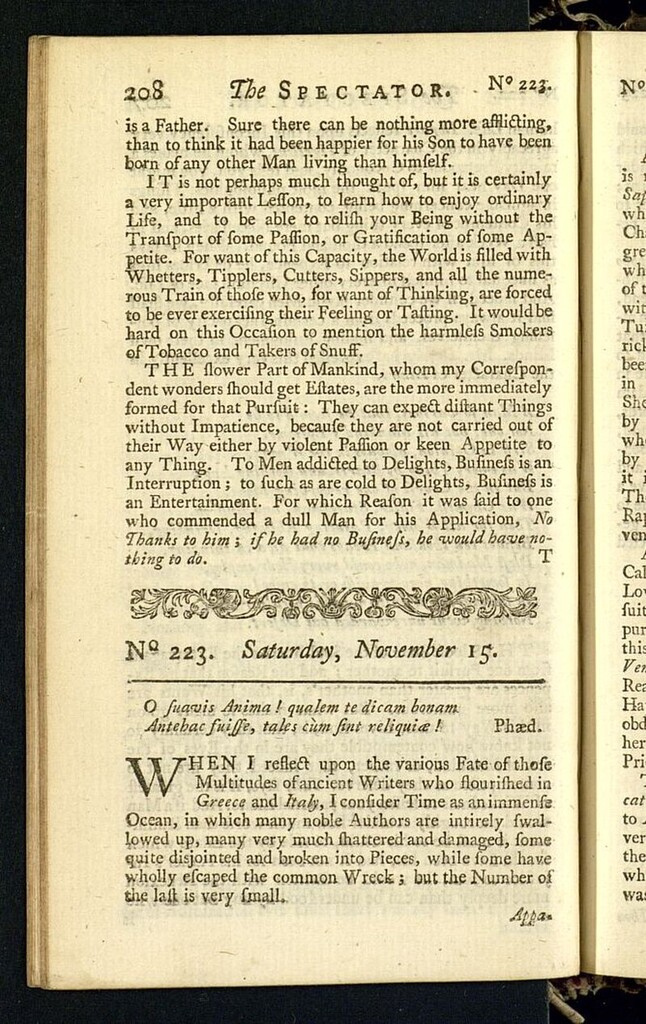 208 The SPECTATOR. Nº 223.
is a Father. Sure there can be nothing more afflicting,
than to think it had been happier for his Son to have been
born of any other Man living than himſelf.
IT is not perhaps much thought of, but it is certainly
a very important Leſſon, to learn how to enjoy ordinary
Life, and to be able to reliſh your Being without the
Tranſport of ſome Paſſion, or Gratification of ſome Ap-
petite. For want of this Capacity, the World is filled with
Whetters, Tipplers, Cutters, Sippers, and all the nume-
rous Train of thoſe who, for want of Thinking, are forced
to be ever exerciſing their Feeling or Taſting. It would be
hard on this Occaſion to mention the harmleſs Smokers
of Tobacco and Takers of Snuff.
THE ſlower Part of Mankind, whom my Correſpon-
dent wonders ſhould get Eſtates, are the more immediately
formed for that Purſuit: They can expect diſtant Things
without Impatience, becauſe they are not carried out of
their Way either by violent Paſſion or keen Appetite to
any Thing. To Men addicted to Delights, Buſineſs is an
Interruption; to ſuch as are cold to Delights, Buſineſs is
an Entertainment. For which Reaſon it was ſaid to one
who commended a dull Man for his Application, No
Thanks to him; if he had no Buſineſs, he would have no-
thing to do. T
Nº 223. Saturday, November 15.
O ſuavis Anima! qualem te dicam bonam
Antehac fuiſſe, tales cùm ſint reliquiæ! Phæd.
WHEN I reflect upon the various Fate of thoſe
Multitudes of ancient Writers who flouriſhed in
Greece and Italy, I conſider Time as an immenſe
Ocean, in which many noble Authors are intirely ſwal-
lowed up, many very much ſhattered and damaged, ſome
quite disjointed and broken into Pieces, while ſome have
wholly eſcaped the common Wreck; but the Number of
the laſt is very ſmall.
Appa-